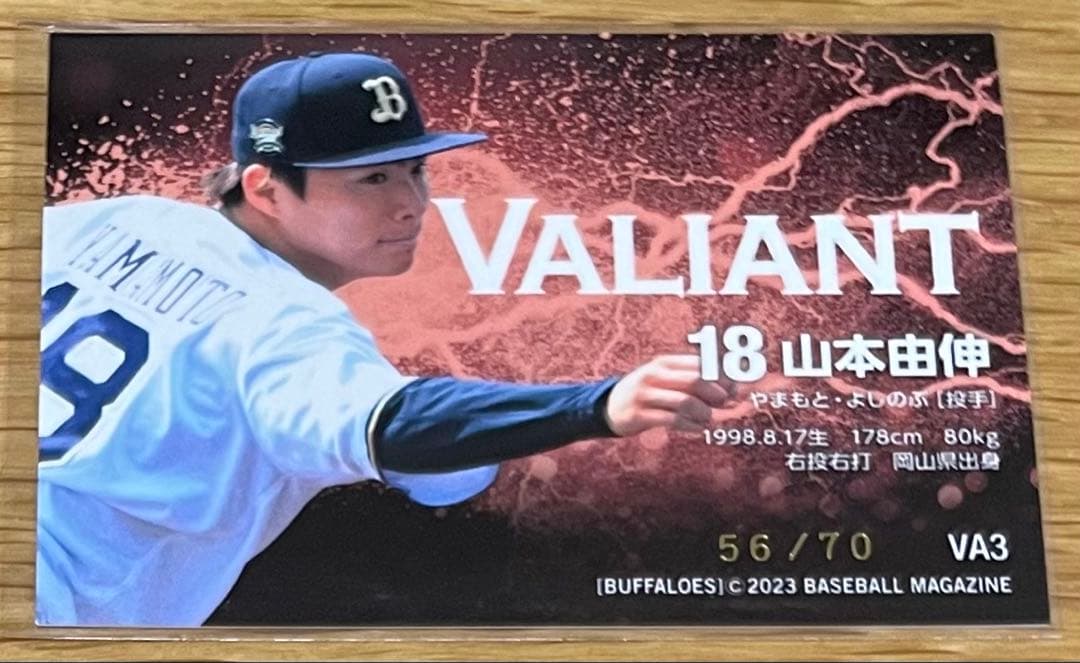 B
YAMAMOTO
18
VALIANT
18 山本由伸
やまもと・よしのぶ [投手]
1998.8.17生 178cm 80kg
右投右打 岡山県出身
56/70 VA3
[BUFFALOES]©2023 BASEBALL MAGAZINE